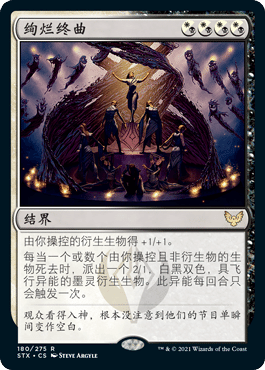 绚烂终曲
结界
由你操控的衍生生物得+1/+1。
每当一个或数个由你操控且非衍生生物的生
物死去时，派出一个2/1，白黑双色，具飞
行异能的墨灵衍生生物。此异能每回合只
会触发一次。
观众看得入神，根本没注意到他们的节目单瞬
间变作空白。
180/275 R
STX • CS STEVE ARGYLE
™ & © 2021 Wizards of the Coast